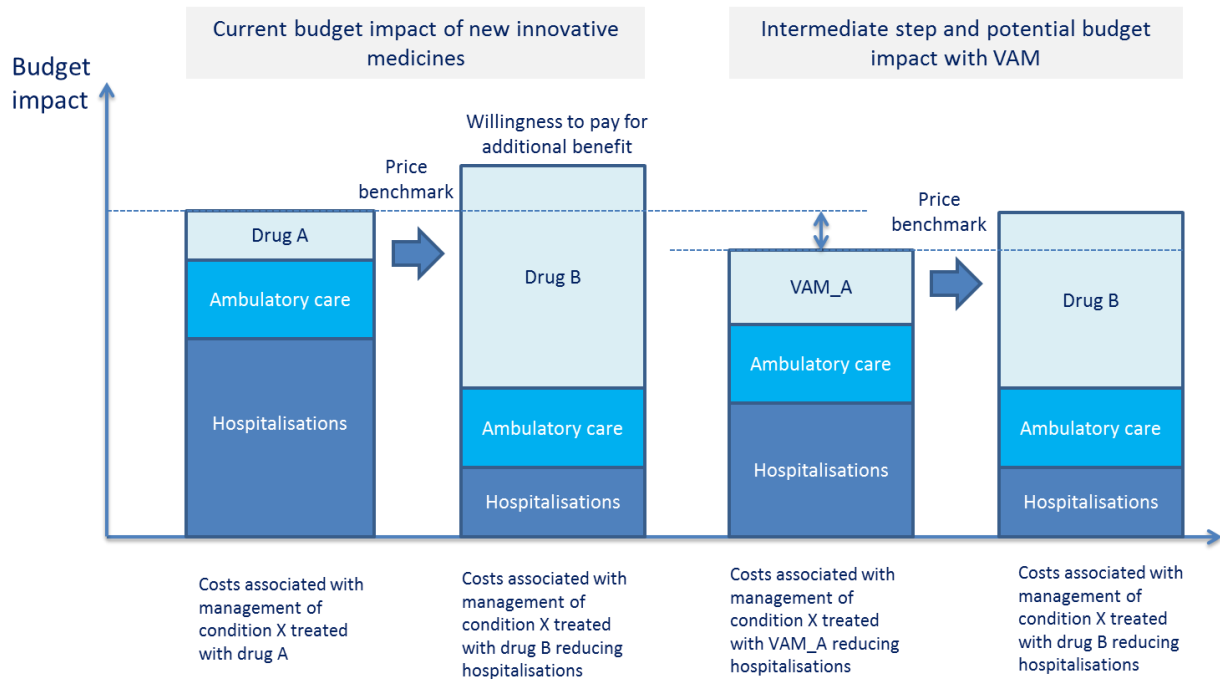 Current budget impact of new innovative
medicines
Intermediate step and potential budget
impact with VAM
Budget
impact
Willingness to pay for
additional benefit
Price
benchmark
Price
benchmark
Drug A
Ambulatory care
Hospitalisations
Drug B
Ambulatory care
Hospitalisations
VAM_A
Ambulatory care
Hospitalisations
Drug B
Ambulatory care
Hospitalisations
Costs associated with
management of
condition X treated
with drug A
Costs associated with
management of
condition X treated
with drug B reducing
hospitalisations
Costs associated with
management of
condition X treated
with VAM_A reducing
hospitalisations
Costs associated with
management of
condition X treated
with drug B reducing
hospitalisations